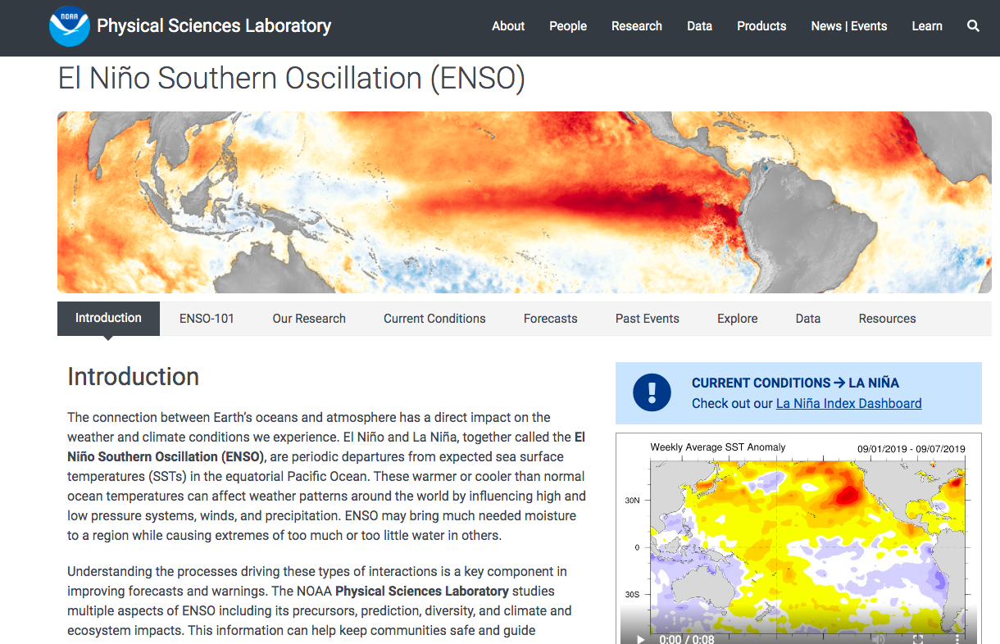 NOAA
Physical Sciences Laboratory
About People Research Data Products News | Events Learn
El Niño Southern Oscillation (ENSO)
Introduction ENSO-101 Our Research Current Conditions Forecasts Past Events Explore Data Resources
Introduction
The connection between Earth’s oceans and atmosphere has a direct impact on the
weather and climate conditions we experience. El Niño and La Niña, together called the El
Niño Southern Oscillation (ENSO), are periodic departures from expected sea surface
temperatures (SSTs) in the equatorial Pacific Ocean. These warmer or cooler than normal
ocean temperatures can affect weather patterns around the world by influencing high and
low pressure systems, winds, and precipitation. ENSO may bring much needed moisture
to a region while causing extremes of too much or too little water in others.
Understanding the processes driving these types of interactions is a key component in
improving forecasts and warnings. The NOAA Physical Sciences Laboratory studies
multiple aspects of ENSO including its precursors, prediction, diversity, and climate and
ecosystem impacts. This information can help keep communities safe and guide
CURRENT CONDITIONS → LA NIÑA
Check out our La Niña Index Dashboard
Weekly Average SST Anomaly 09/01/2019 - 09/07/2019
30N
0
30S
0:00 / 0:08